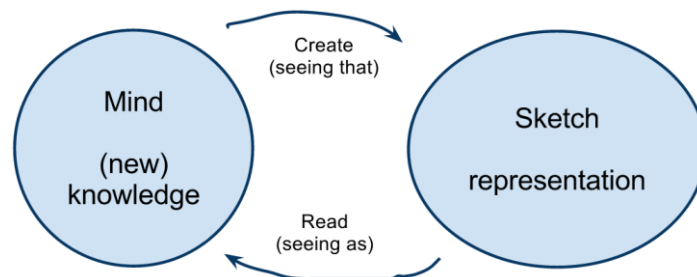 Mind
(new)
knowledge
Create
(seeing that)
Read
(seeing as)
Sketch
representation